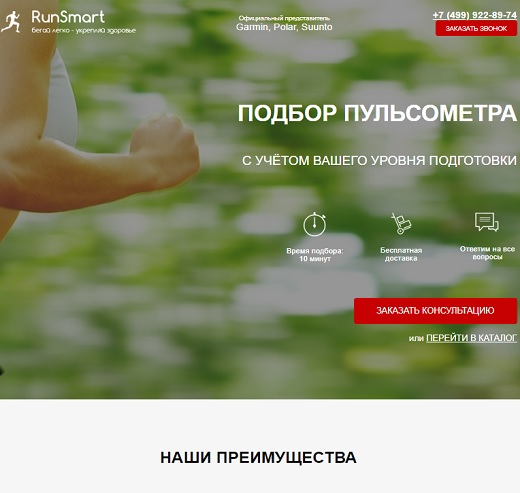 RunSmart
бегай легко - укрепляй здоровье
Официальный представитель
Garmin, Polar, Suunto
+7 (499) 922-89-74
ЗАКАЗАТЬ ЗВОНОК
ПОДБОР ПУЛЬСОМЕТРА
С УЧЁТОМ ВАШЕГО УРОВНЯ ПОДГОТОВКИ
Время подбора:
10 минут
Бесплатная
доставка
Ответим на все
вопросы
ЗАКАЗАТЬ КОНСУЛЬТАЦИЮ
или ПЕРЕЙТИ В КАТАЛОГ
НАШИ ПРЕИМУЩЕСТВА